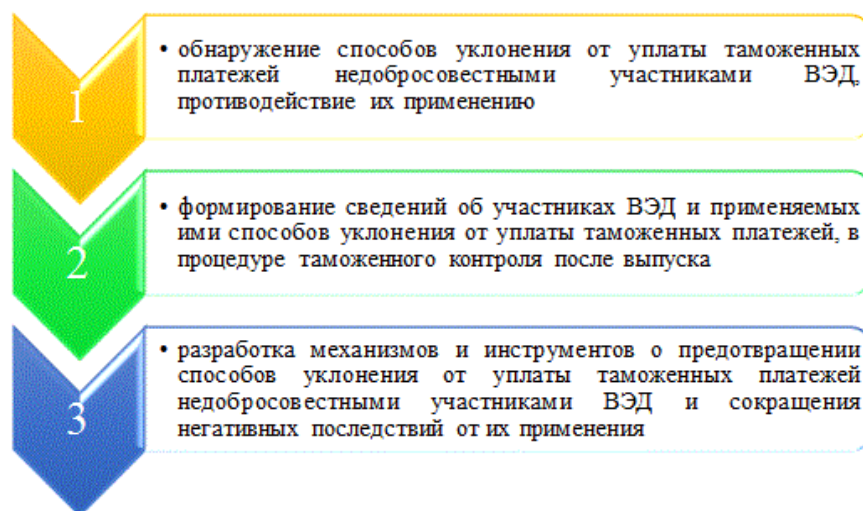 1
• обнаружение способов уклонения от уплаты таможенных
платежей недобросовестными участниками ВЭД,
противодействие их применению
2
• формирование сведений об участниках ВЭД и применяемых
ими способов уклонения от уплаты таможенных платежей, в
процедуре таможенного контроля после выпуска
3
• разработка механизмов и инструментов о предотвращении
способов уклонения от уплаты таможенных платежей
недобросовестными участниками ВЭД и сокращения
негативных последствий от их применения